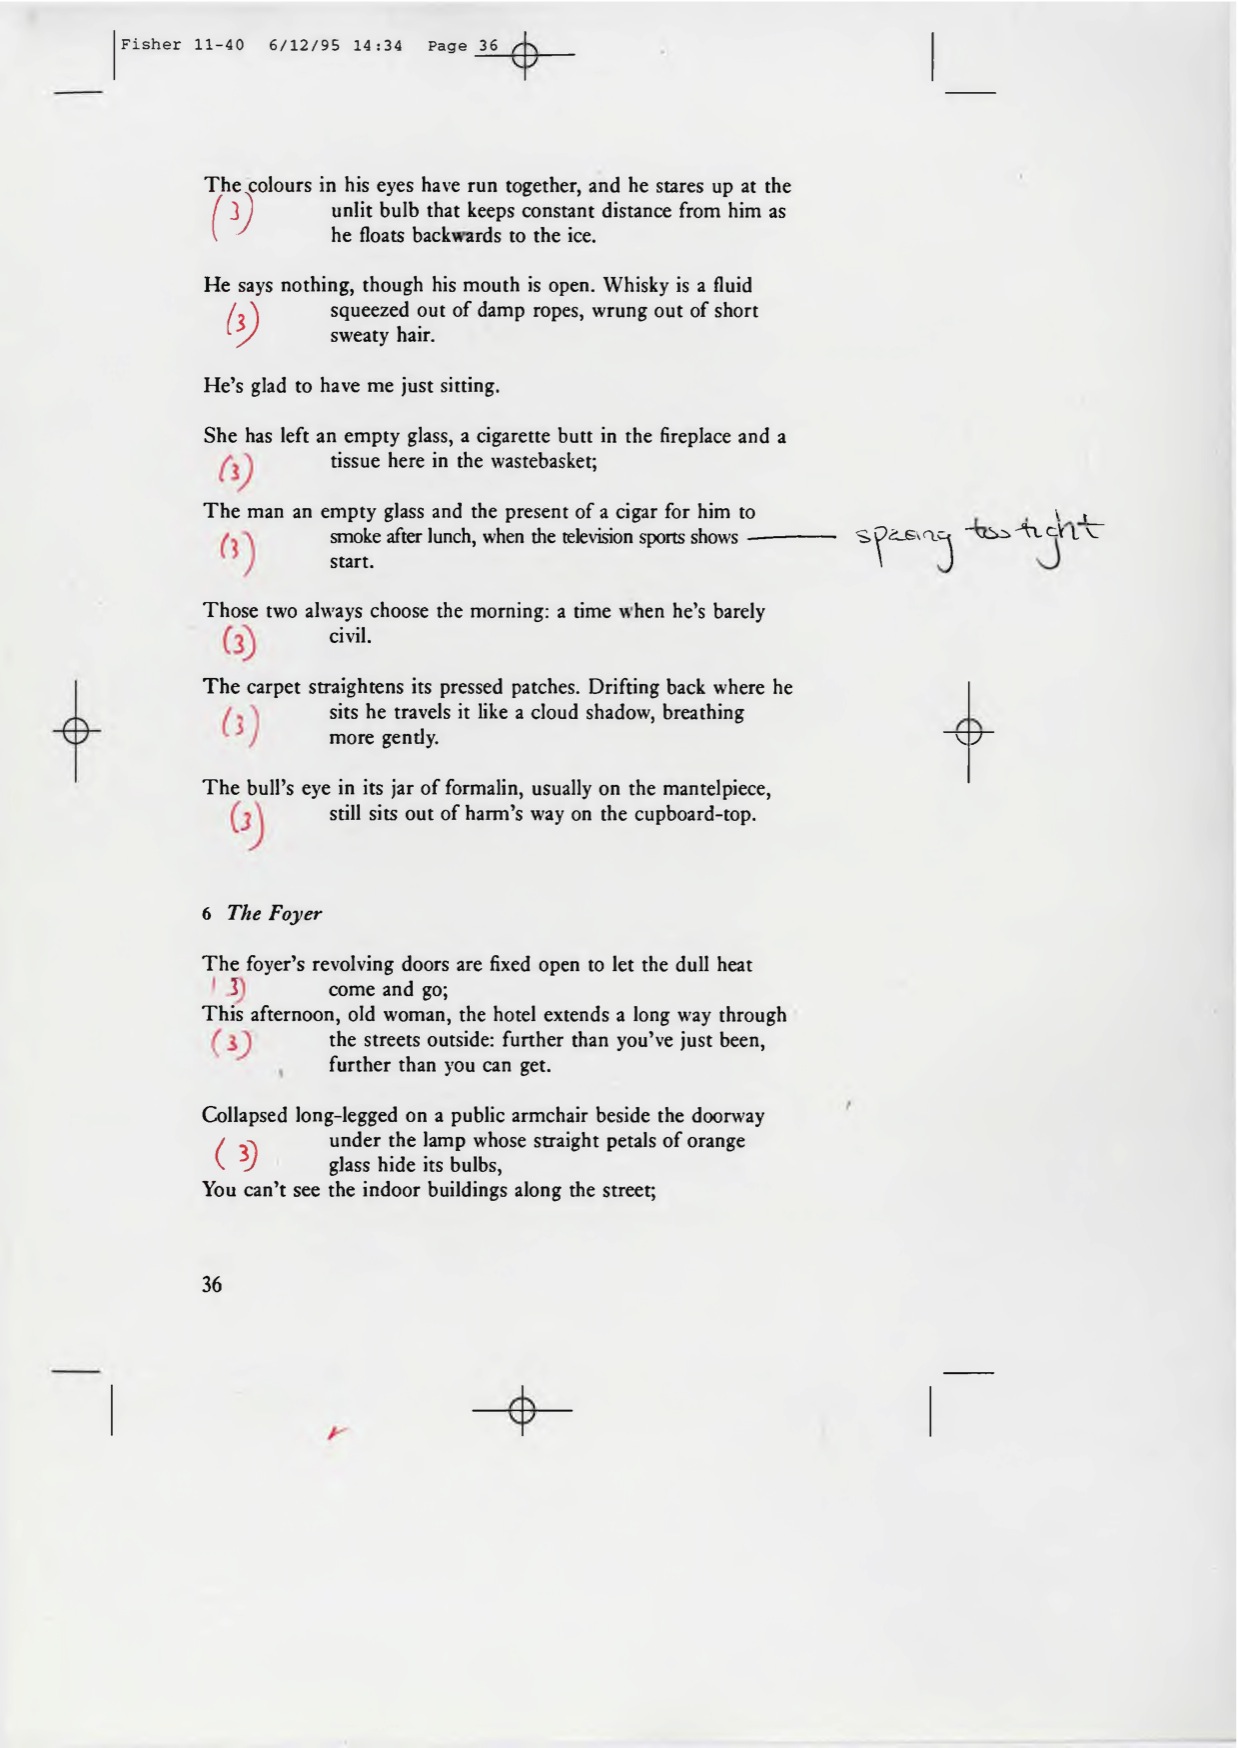 Fisher 11-40 6/12/95 14:34 Page 36
The colours in his eyes have run together, and he stares up at the
(3) unlit bulb that keeps constant distance from him as
he floats backwards to the ice.
He says nothing, though his mouth is open. Whisky is a fluid
(3) squeezed out of damp ropes, wrung out of short
sweaty hair.
He's glad to have me just sitting.
She has left an empty glass, a cigarette butt in the fireplace and a
(3) tissue here in the wastebasket;
The man an empty glass and the present of a cigar for him to
(3) smoke after lunch, when the television sports shows — spacing too tight
start.
Those two always choose the morning: a time when he's barely
(3) civil.
The carpet straightens its pressed patches. Drifting back where he
(3) sits he travels it like a cloud shadow, breathing
more gently.
The bull's eye in its jar of formalin, usually on the mantelpiece,
(3) still sits out of harm's way on the cupboard-top.
6 The Foyer
The foyer's revolving doors are fixed open to let the dull heat
(3) come and go;
This afternoon, old woman, the hotel extends a long way through
(3) the streets outside: further than you've just been,
further than you can get.
Collapsed long-legged on a public armchair beside the doorway
(3) under the lamp whose straight petals of orange
glass hide its bulbs,
You can't see the indoor buildings along the street;
36